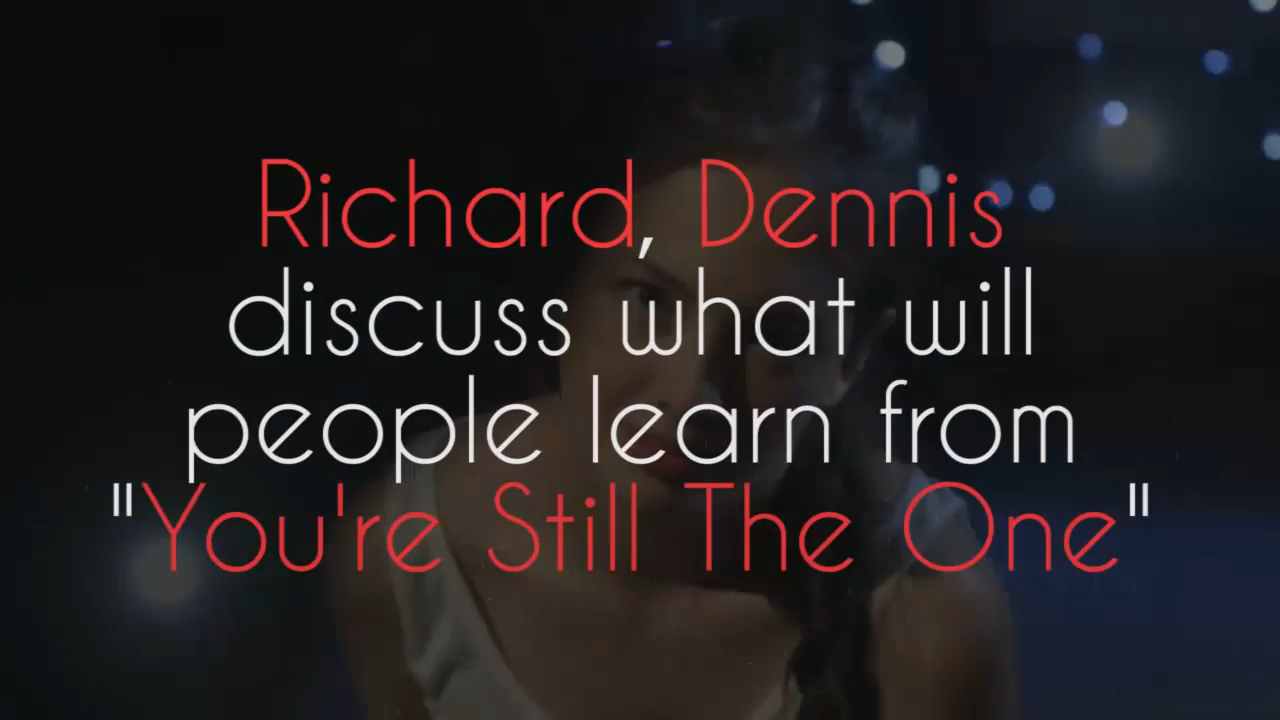 Richard, Dennis
discuss what will
people learn from
"You're Still The One"